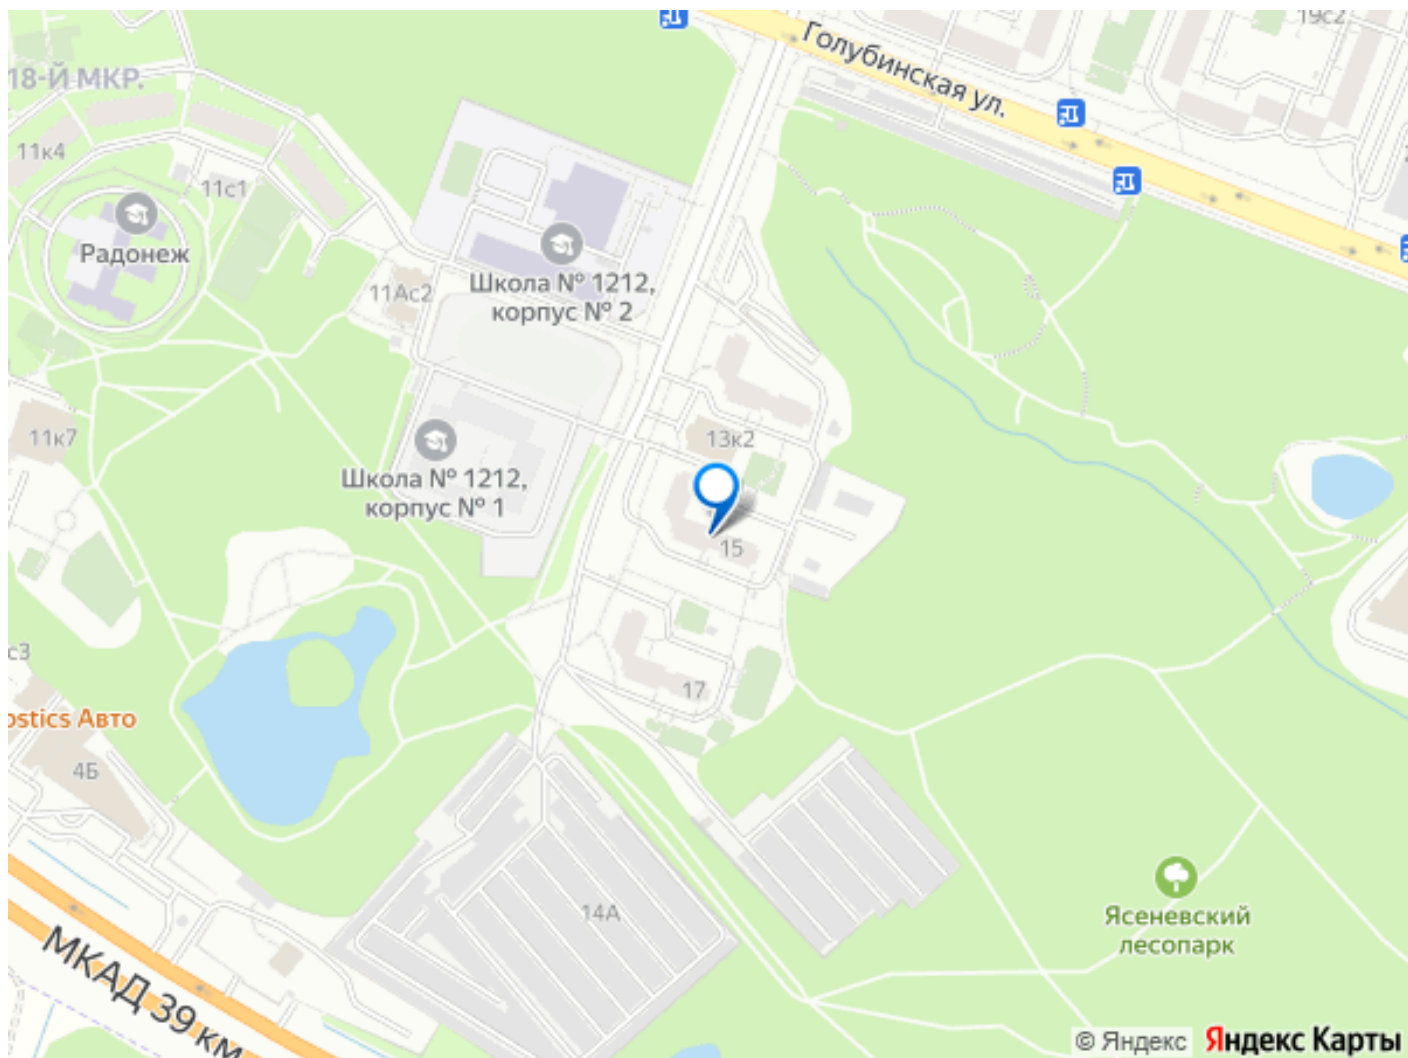 19с2
Голубинская ул.
18-Й МКР.
11к4
11с1
Радонеж
Школа № 1212,
корпус № 2
11Ас2
13к2
11к7
Школа № 1212,
корпус № 1
15
с3
17
ostics Авто
4Б
14А
Ясеневский
лесопарк
МКАД 39 км
© Яндекс Яндекс Карты